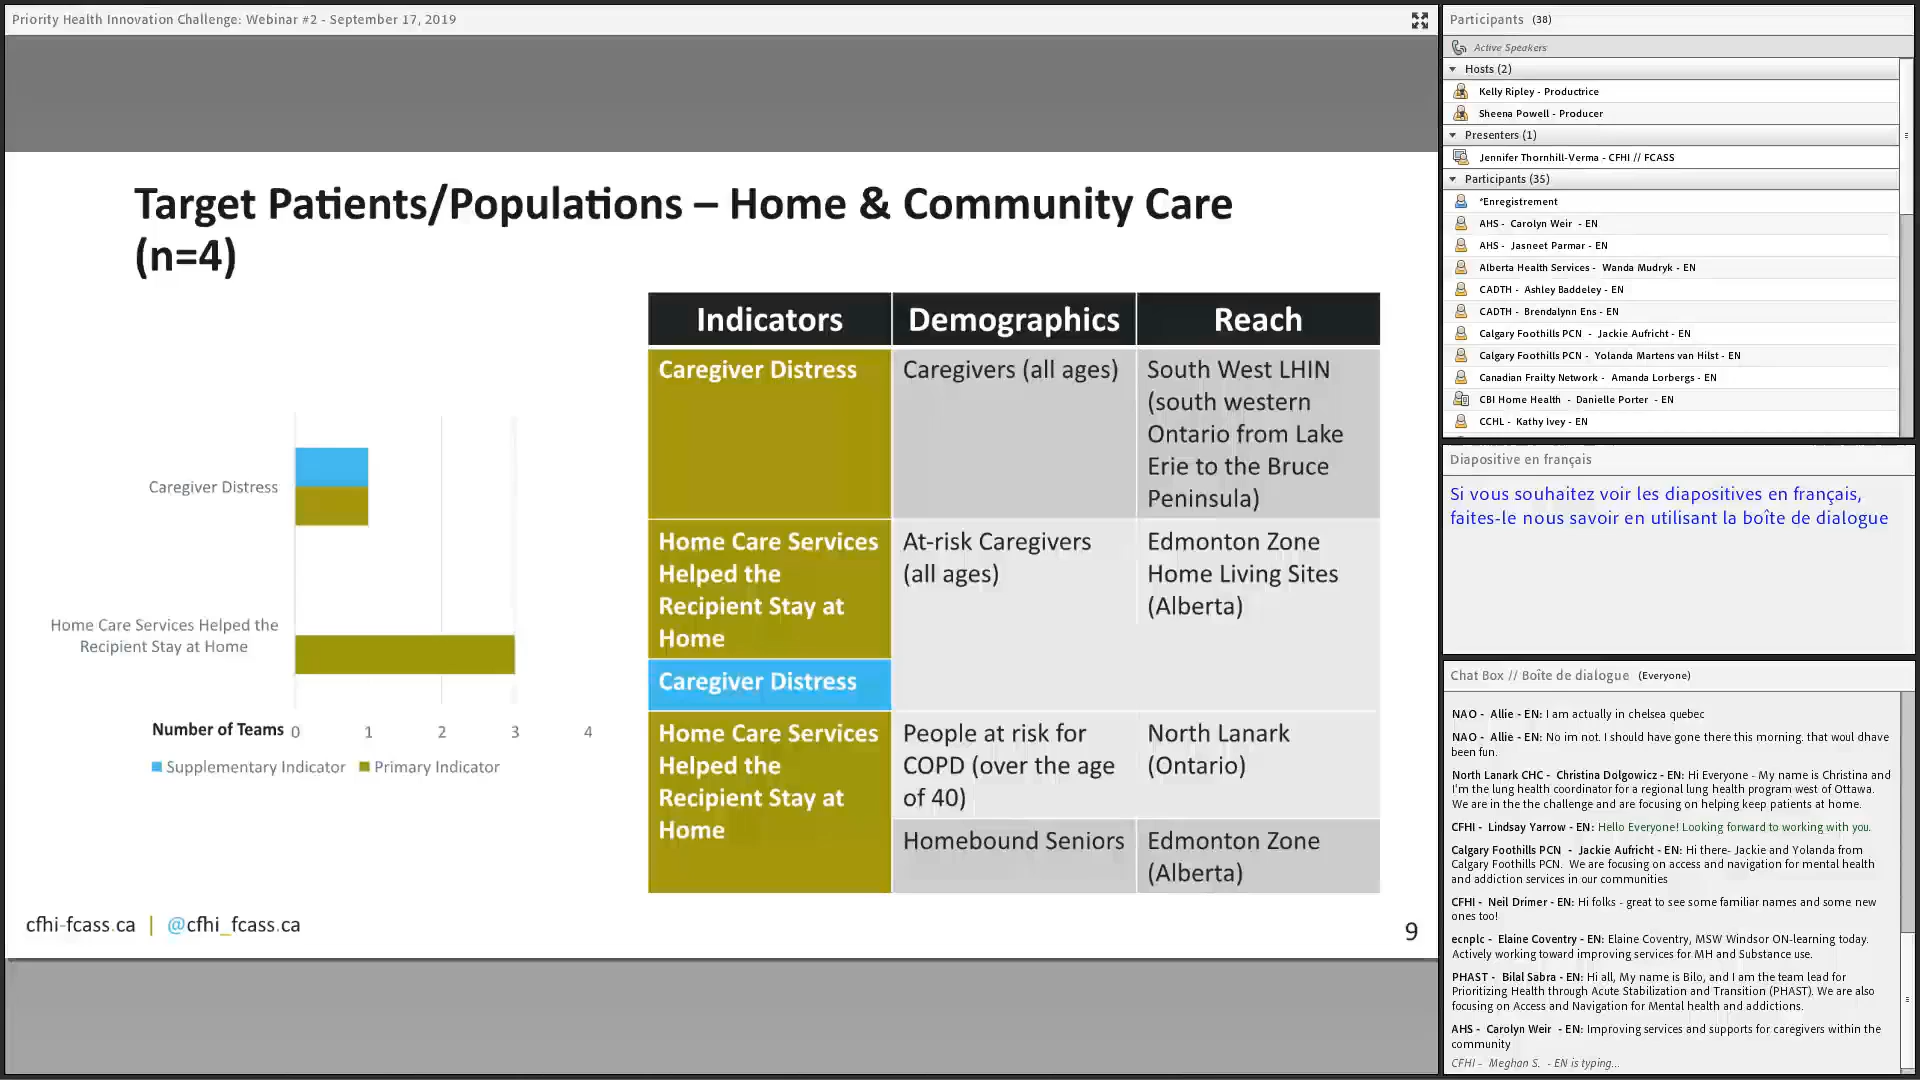 Priority Health Innovation Challenge: Webinar #2 - September 17, 2019
Target Patients/Populations – Home & Community Care
(n=4)
Caregiver Distress
Home Care Services Helped the
Recipient Stay at Home
Number of Teams 0 1 2 3 4
Supplementary Indicator Primary Indicator
Indicators Demographics Reach
Caregiver Distress
Caregivers (all ages)
South West LHIN
(south western
Ontario from Lake
Erie to the Bruce
Peninsula)
Home Care Services
Helped the
Recipient Stay at
Home
At-risk Caregivers
(all ages)
Edmonton Zone
Home Living Sites
(Alberta)
Caregiver Distress
Home Care Services
Helped the
Recipient Stay at
Home
People at risk for
COPD (over the age
of 40)
North Lanark
(Ontario)
Homebound Seniors
Edmonton Zone
(Alberta)
cfhi-fcass.ca | @cfhi_fcass.ca
9
Participants (38)
Active Speakers
Hosts (2)
Kelly Ripley - Productrice
Sheena Powell - Producer
Presenters (1)
Jennifer Thornhill-Verma - CFHI // FCASS
Participants (35)
*Enregistrement
AHS - Carolyn Weir - EN
AHS - Jasneet Parmar - EN
Alberta Health Services - Wanda Mudryk - EN
CADTH - Ashley Baddeley - EN
CADTH - Brendalynn Ens - EN
Calgary Foothills PCN - Jackie Aufricht - EN
Calgary Foothills PCN - Yolanda Martens van Hilst - EN
Canadian Frailty Network - Amanda Lorbergs - EN
CBI Home Health - Danielle Porter - EN
CCHL - Kathy Ivey - EN
Diapositive en français
Si vous souhaitez voir les diapositives en français,
faites-le nous savoir en utilisant la boîte de dialogue
Chat Box // Boîte de dialogue (Everyone)
NAO - Allie - EN: I am actually in chelsea quebec
NAO - Allie - EN: No im not. I should have gone there this morning. that woul dhave
been fun.
North Lanark CHC - Christina Dolgowicz - EN: Hi Everyone - My name is Christina and
I'm the lung health coordinator for a regional lung health program west of Ottawa.
We are in the the challenge and are focusing on helping keep patients at home.
CFHI - Lindsay Yarrow - EN: Hello Everyone! Looking forward to working with you.
Calgary Foothills PCN - Jackie Aufricht - EN: Hi there- Jackie and Yolanda from
Calgary Foothills PCN. We are focusing on access and navigation for mental health
and addiction services in our communities
CFHI - Neil Drimer - EN: Hi folks - great to see some familiar names and some new
ones too!
ecnplc - Elaine Coventry - EN: Elaine Coventry, MSW Windsor ON-learning today.
Actively working toward improving services for MH and Substance use.
PHAST - Bilal Sabra - EN: Hi all, My name is Bilo, and I am the team lead for
Prioritizing Health through Acute Stabilization and Transition (PHAST). We are also
focusing on Access and Navigation for Mental health and addictions.
AHS - Carolyn Weir - EN: Improving services and supports for caregivers within the
community
CFHI - Meghan S. - EN is typing...